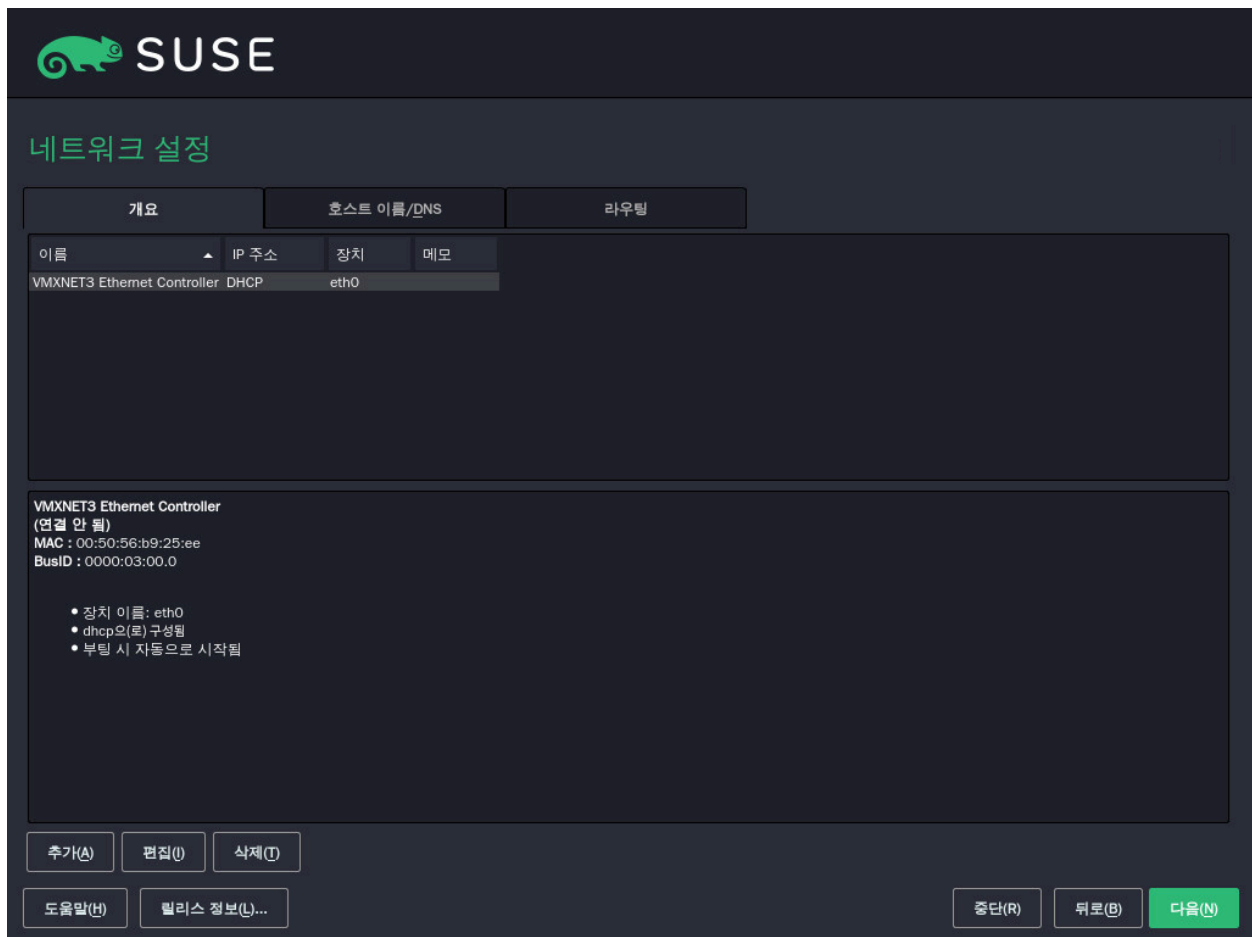 SUSE
네트워크 설정
개요 호스트 이름/DNS 라우팅
이름 IP 주소 장치 메모
VMXNET3 Ethernet Controller DHCP eth0
VMXNET3 Ethernet Controller
(연결 안 됨)
MAC : 00:50:56:b9:25:ee
BusID : 0000:03:00.0
• 장치 이름: eth0
• dhcp으(로) 구성됨
• 부팅 시 자동으로 시작됨
추가(A) 편집(I) 삭제(T)
도움말(H) 릴리스 정보(L)... 중단(R) 뒤로(B) 다음(N)